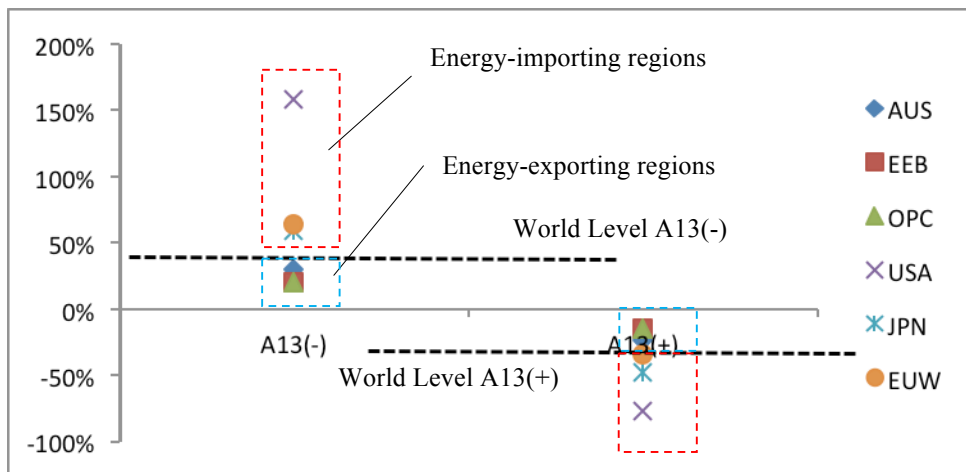 200%
Energy-importing regions
150%
AUS
Energy-exporting regions
EEB
100%
OPC
World Level A13(-)
50%
USA
0%
JPN
A13(-)
A13(+)
-50%
World Level A13(+)
EUW
-100%